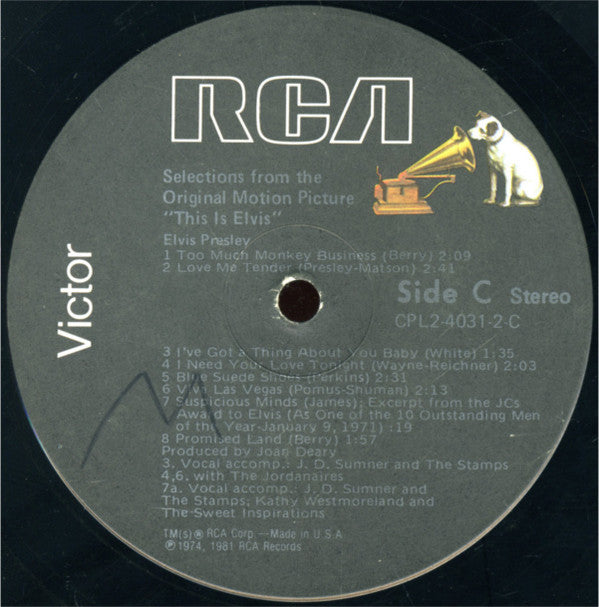 RCA
Selections from the
Original Motion Picture
"This Is Elvis"
Elvis Presley
1 Too Much Monkey Business (Berry) 2:09
2 Love Me Tender (Presley-Matson) 2:41
Side C Stereo
CPL2-4031-2-C
Victor
3 I've Got a Thing About You Baby (White) 1:35
4 I Need Your Love Tonight (Wayne-Reichner) 2:03
5 Blue Suede Shoes (Perkins) 2:31
6 Viva Las Vegas (Pomus-Shuman) 2:13
7 Suspicious Minds (James); Excerpt from the JCs
Award to Elvis (As One of the 10 Outstanding Men
of the Year-January 9, 1971) :19
8 Promised Land (Berry) 1:57
Produced by Joan Deary
3. Vocal accomp.: J. D. Sumner and The Stamps
4,6. with The Jordanaires
7a. Vocal accomp.: J. D. Sumner and
The Stamps; Kathy Westmoreland and
The Sweet Inspirations
TM(s)® RCA Corp.—Made in U.S.A.
℗1974, 1981 RCA Records